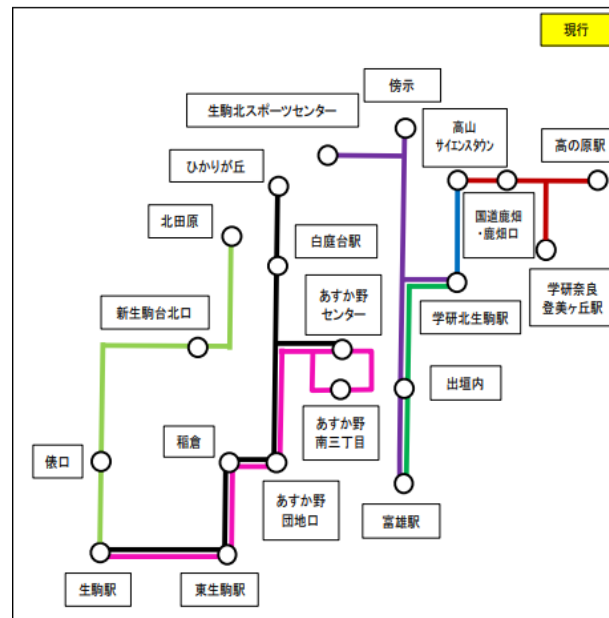 現行
傍示
生駒北スポーツセンター
高山
サイエンスタウン
高の原駅
ひかりが丘
北田原
国道鹿畑
・鹿畑口
白庭台駅
学研奈良
登美ヶ丘駅
あすか野
センター
新生駒台北口
学研北生駒駅
出垣内
あすか野
南三丁目
稲倉
俵口
あすか野
団地口
富雄駅
生駒駅
東生駒駅